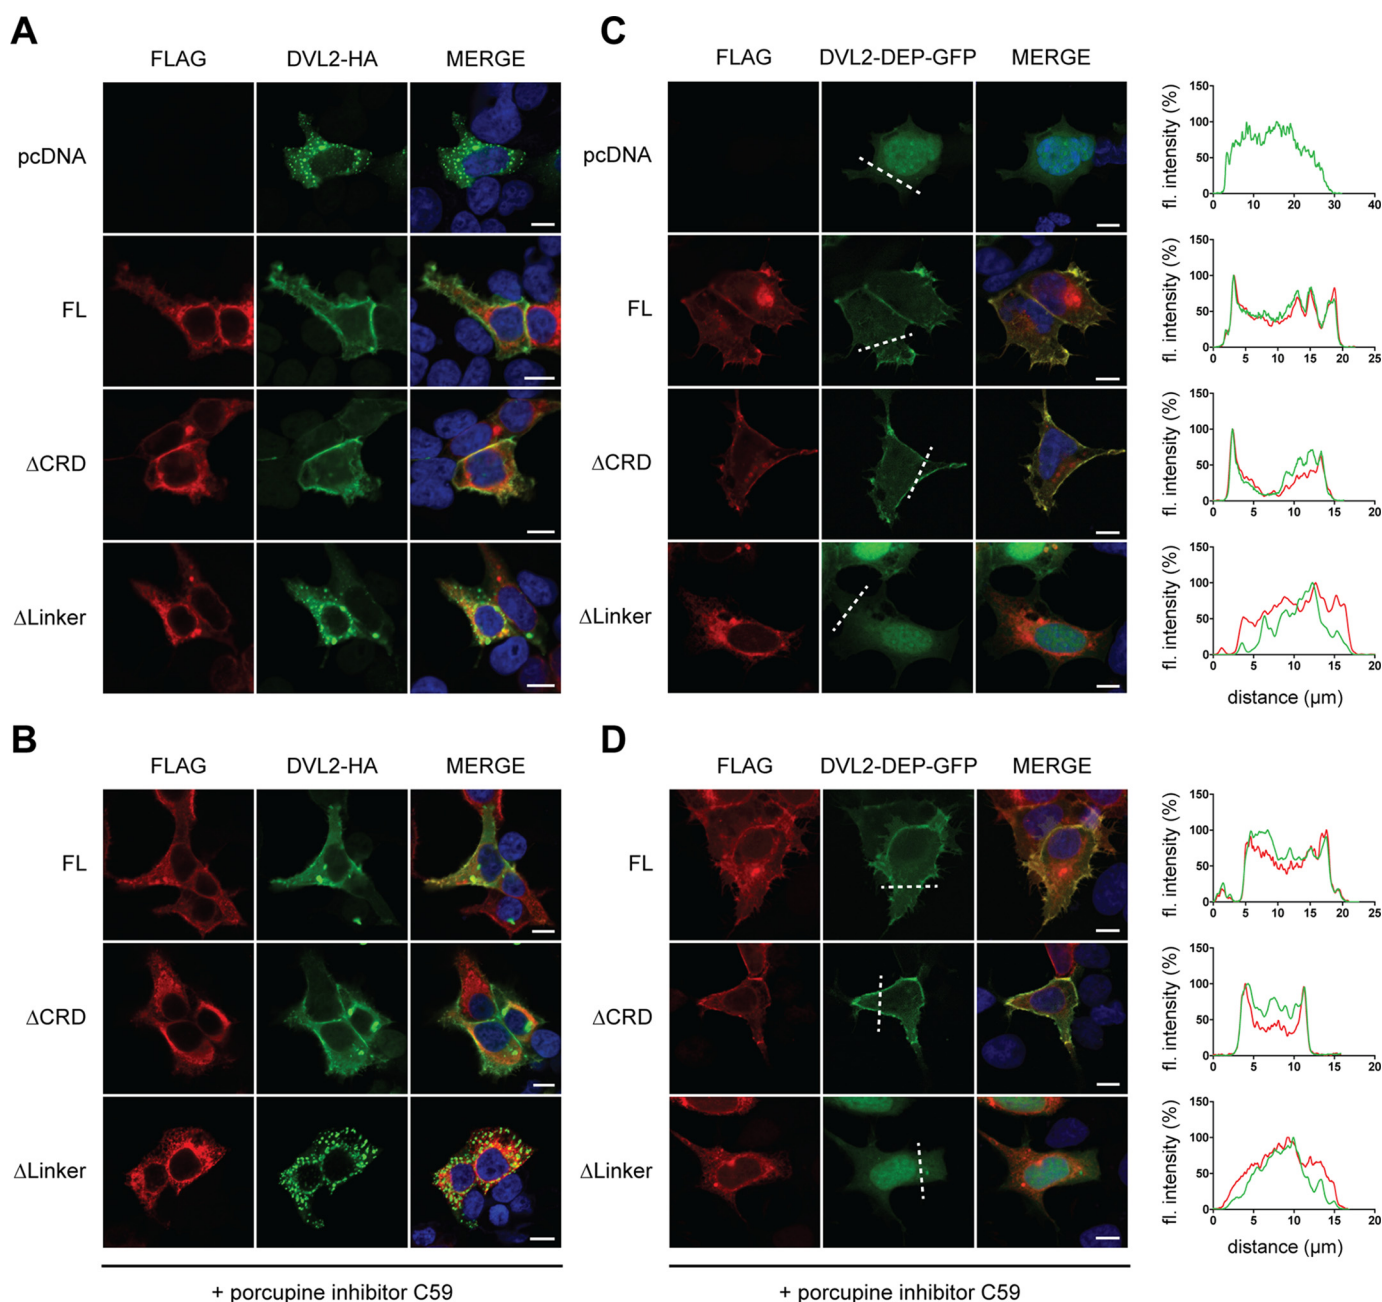 A
FLAG DVL2-HA MERGE
pcDNA
FL
ΔCRD
ΔLinker
C
FLAG DVL2-DEP-GFP MERGE
pcDNA
FL
ΔCRD
ΔLinker
fl. intensity (%)
150
100
50
0
0 10 20 30 40
fl. intensity (%)
150
100
50
0
0 5 10 15 20 25
fl. intensity (%)
150
100
50
0
0 5 10 15 20
fl. intensity (%)
150
100
50
0
0 5 10 15 20
distance (µm)
B
FLAG DVL2-HA MERGE
FL
ΔCRD
ΔLinker
+ porcupine inhibitor C59
D
FLAG DVL2-DEP-GFP MERGE
FL
ΔCRD
ΔLinker
+ porcupine inhibitor C59
fl. intensity (%)
150
100
50
0
0 5 10 15 20 25
fl. intensity (%)
150
100
50
0
0 5 10 15 20
fl. intensity (%)
150
100
50
0
0 5 10 15 20
distance (µm)